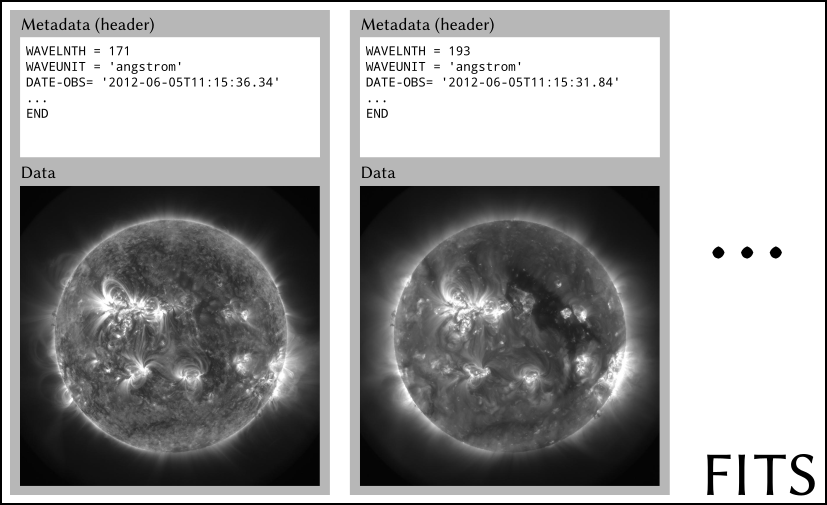 Metadata (header)
WAVELNTH = 171
WAVEUNIT = 'angstrom'
DATE-OBS= '2012-06-05T11:15:36.34'
...
END
Data
Metadata (header)
WAVELNTH = 193
WAVEUNIT = 'angstrom'
DATE-OBS= '2012-06-05T11:15:31.84'
...
END
Data
...
FITS